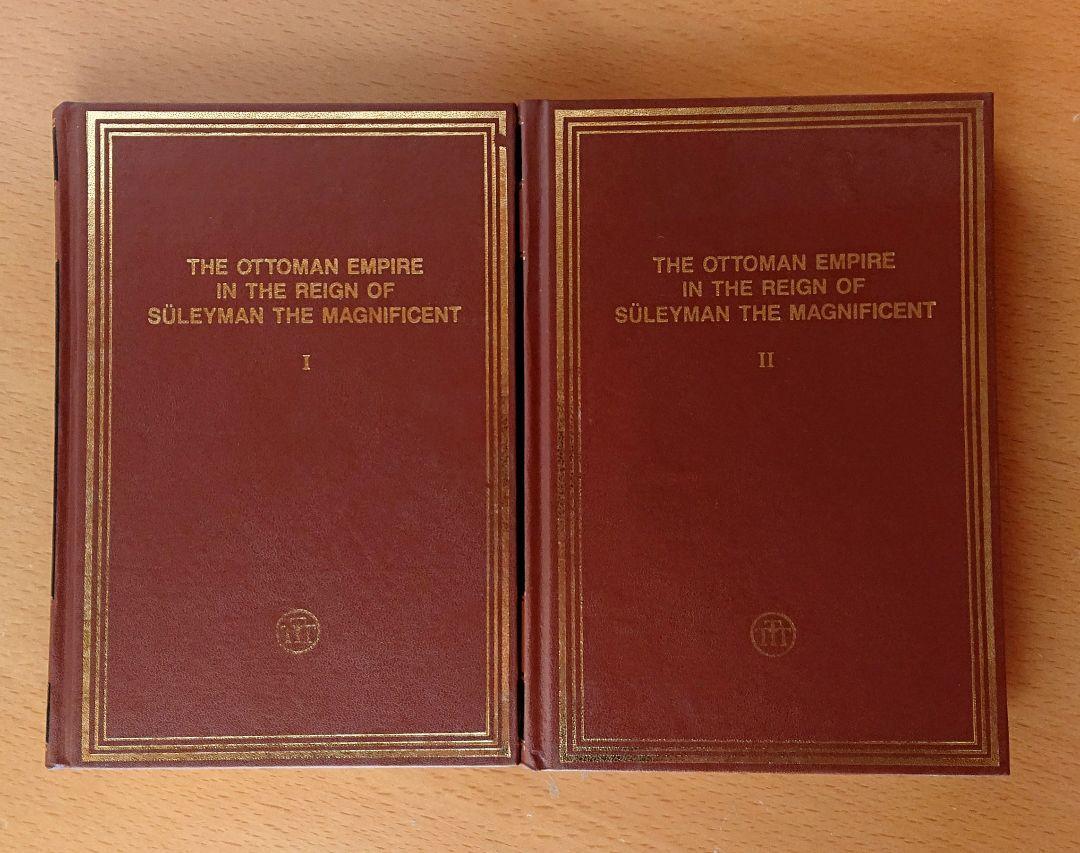 THE OTTOMAN EMPIRE
IN THE REIGN OF
SÜLEYMAN THE MAGNIFICENT
I
THE OTTOMAN EMPIRE
IN THE REIGN OF
SÜLEYMAN THE MAGNIFICENT
II